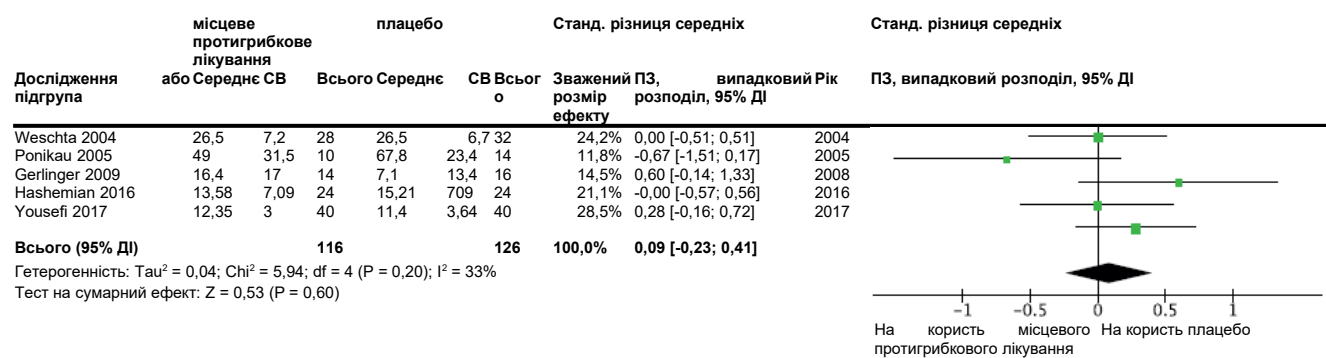 місцеве протигрибкове лікування плацебо Станд. різниця середніх Станд. різниця середніх
Дослідження або підгрупа Середнє СВ Всього Середнє СВ Всього Зважений розмір ефекту ПЗ, випадковий розподіл, 95% ДІ Рік ПЗ, випадковий розподіл, 95% ДІ
Weschta 2004 26,5 7,2 28 26,5 6,7 32 24,2% 0,00 [-0,51; 0,51] 2004
Ponikau 2005 49 31,5 10 67,8 23,4 14 11,8% -0,67 [-1,51; 0,17] 2005
Gerlinger 2009 16,4 17 14 7,1 13,4 16 14,5% 0,60 [-0,14; 1,33] 2008
Hashemian 2016 13,58 7,09 24 15,21 709 24 21,1% -0,00 [-0,57; 0,56] 2016
Yousefi 2017 12,35 3 40 11,4 3,64 40 28,5% 0,28 [-0,16; 0,72] 2017
Всього (95% ДІ) 116 126 100,0% 0,09 [-0,23; 0,41]
Гетерогенність: Tau² = 0,04; Chi² = 5,94; df = 4 (P = 0,20); I² = 33%
Тест на сумарний ефект: Z = 0,53 (P = 0,60)
-1 -0.5 0 0.5 1
На користь місцевого протигрибкового лікування На користь плацебо